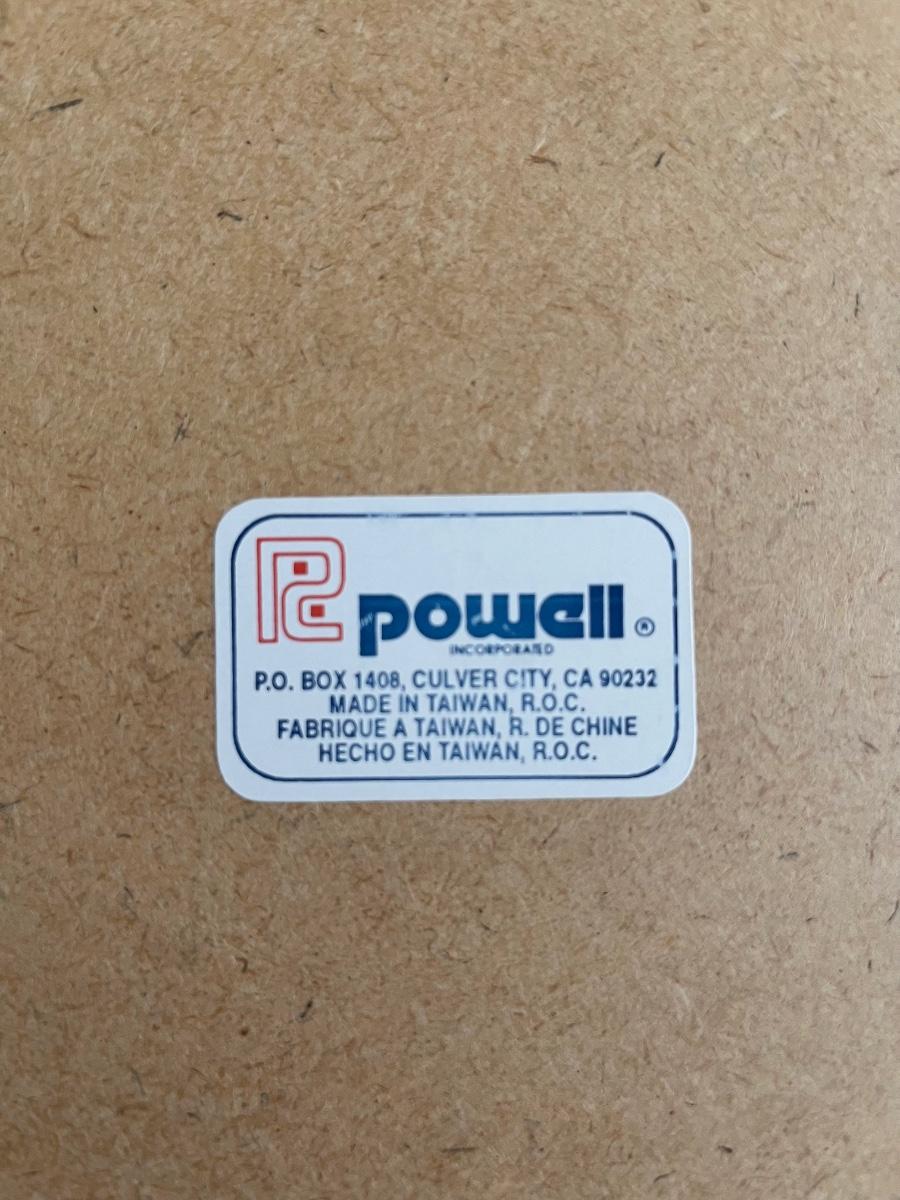 powell ®
INCORPORATED
P.O. BOX 1408, CULVER CITY, CA 90232
MADE IN TAIWAN, R.O.C.
FABRIQUE A TAIWAN, R. DE CHINE
HECHO EN TAIWAN, R.O.C.